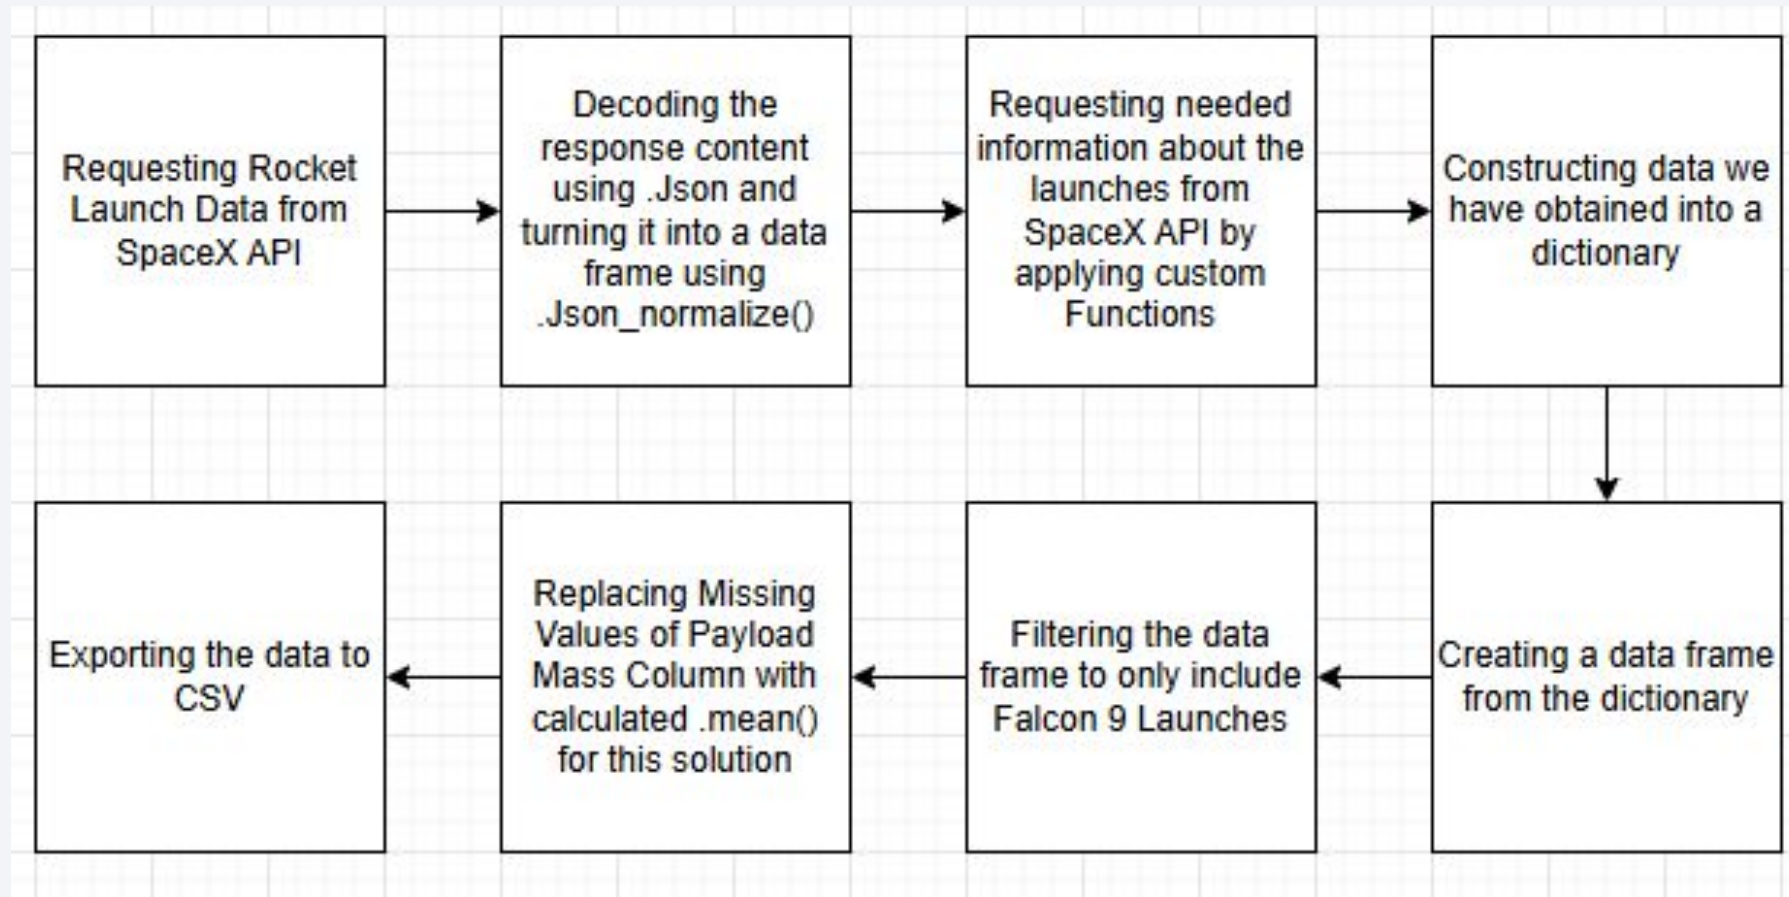 Requesting Rocket
Launch Data from
SpaceX API
Decoding the
response content
using .Json and
turning it into a data
frame using
.Json_normalize()
Requesting needed
information about the
launches from
SpaceX API by
applying custom
Functions
Constructing data we
have obtained into a
dictionary
Creating a data frame
from the dictionary
Filtering the data
frame to only include
Falcon 9 Launches
Replacing Missing
Values of Payload
Mass Column with
calculated .mean()
for this solution
Exporting the data to
CSV